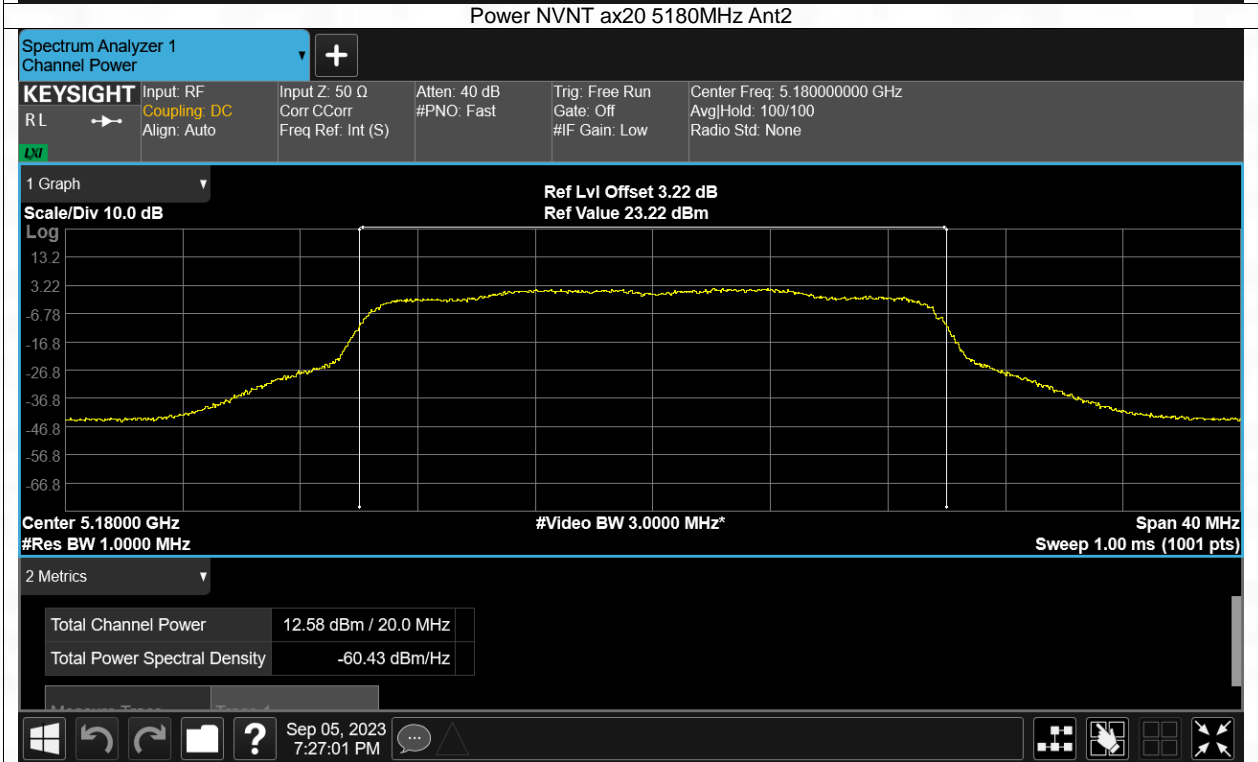 Power NVNT ax20 5180MHz Ant2
Spectrum Analyzer 1
Channel Power
KEYSIGHT
RL
LXI
Input: RF
Coupling: DC
Align: Auto
Input Z: 50 Ω
Corr CCorr
Freq Ref: Int (S)
Atten: 40 dB
#PNO: Fast
Trig: Free Run
Gate: Off
#IF Gain: Low
Center Freq: 5.180000000 GHz
Avg|Hold: 100/100
Radio Std: None
1 Graph
Scale/Div 10.0 dB
Ref Lvl Offset 3.22 dB
Ref Value 23.22 dBm
Log
13.2
3.22
-6.78
-16.8
-26.8
-36.8
-46.8
-56.8
-66.8
Center 5.18000 GHz
#Res BW 1.0000 MHz
#Video BW 3.0000 MHz*
Span 40 MHz
Sweep 1.00 ms (1001 pts)
2 Metrics
Total Channel Power 12.58 dBm / 20.0 MHz
Total Power Spectral Density -60.43 dBm/Hz
Sep 05, 2023
7:27:01 PM